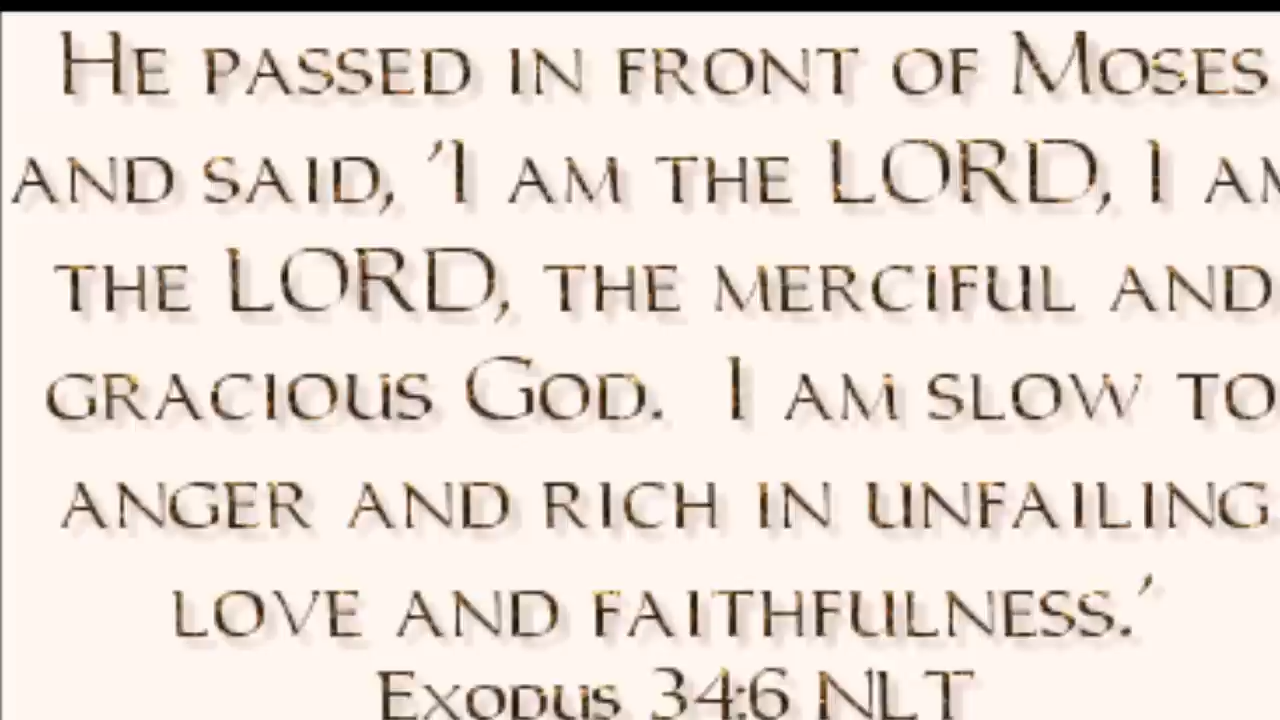 He passed in front of Moses
and said, 'I am the LORD, I am
the LORD, the merciful and
gracious God.  I am slow to
anger and rich in unfailing
love and faithfulness.'
Exodus 34:6 NLT